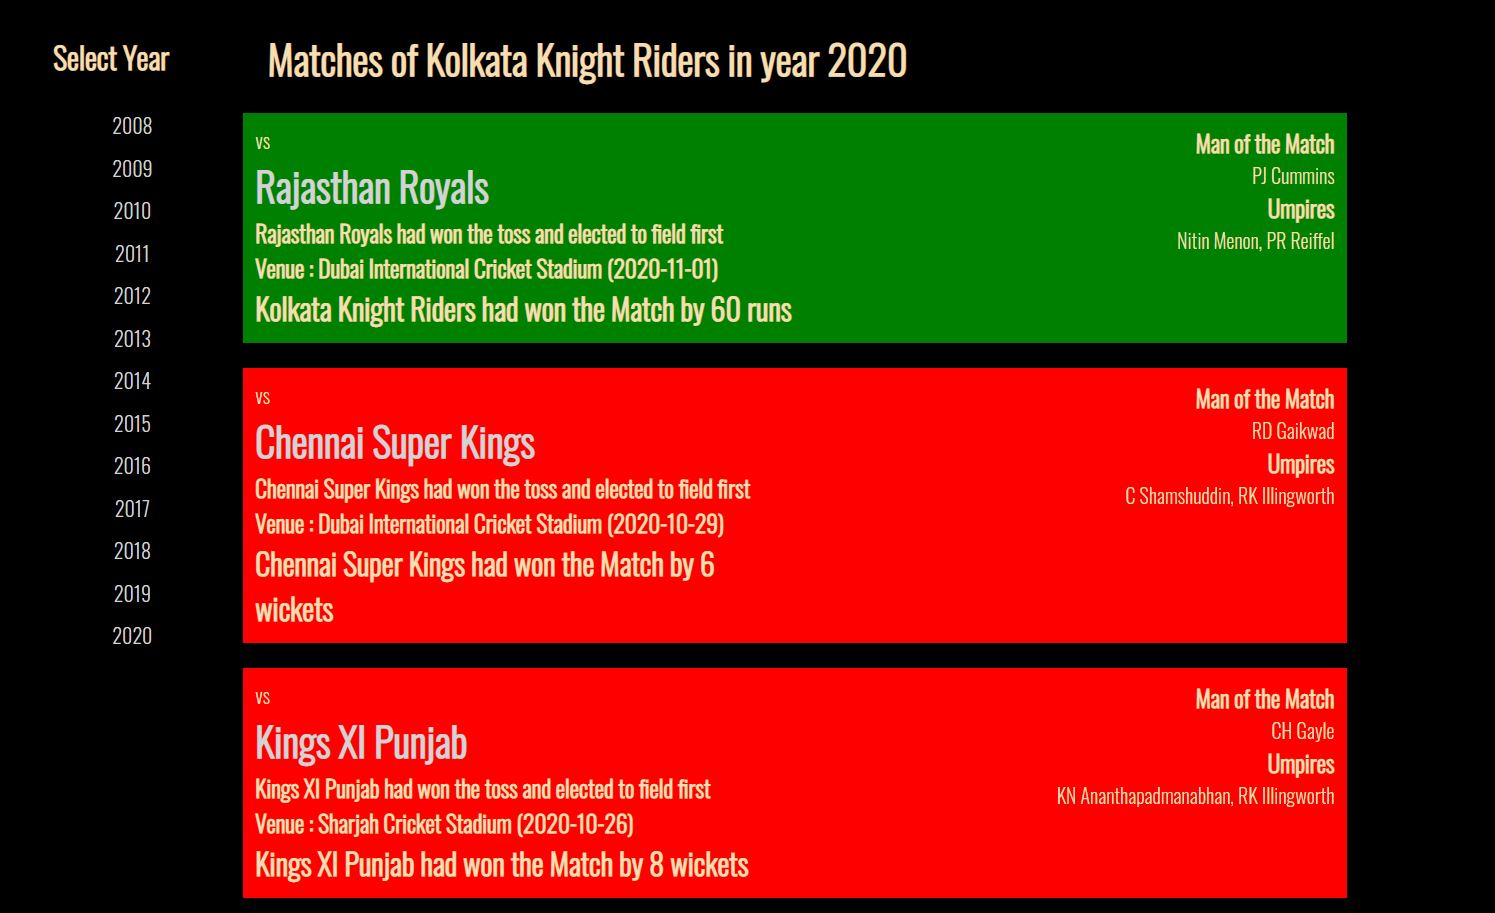 Select Year
2008
2009
2010
2011
2012
2013
2014
2015
2016
2017
2018
2019
2020
Matches of Kolkata Knight Riders in year 2020
vs
Rajasthan Royals
Rajasthan Royals had won the toss and elected to field first
Venue : Dubai International Cricket Stadium (2020-11-01)
Kolkata Knight Riders had won the Match by 60 runs
Man of the Match
PJ Cummins
Umpires
Nitin Menon, PR Reiffel
vs
Chennai Super Kings
Chennai Super Kings had won the toss and elected to field first
Venue : Dubai International Cricket Stadium (2020-10-29)
Chennai Super Kings had won the Match by 6
wickets
Man of the Match
RD Gaikwad
Umpires
C Shamshuddin, RK Illingworth
vs
Kings XI Punjab
Kings XI Punjab had won the toss and elected to field first
Venue : Sharjah Cricket Stadium (2020-10-26)
Kings XI Punjab had won the Match by 8 wickets
Man of the Match
CH Gayle
Umpires
KN Ananthapadmanabhan, RK Illingworth